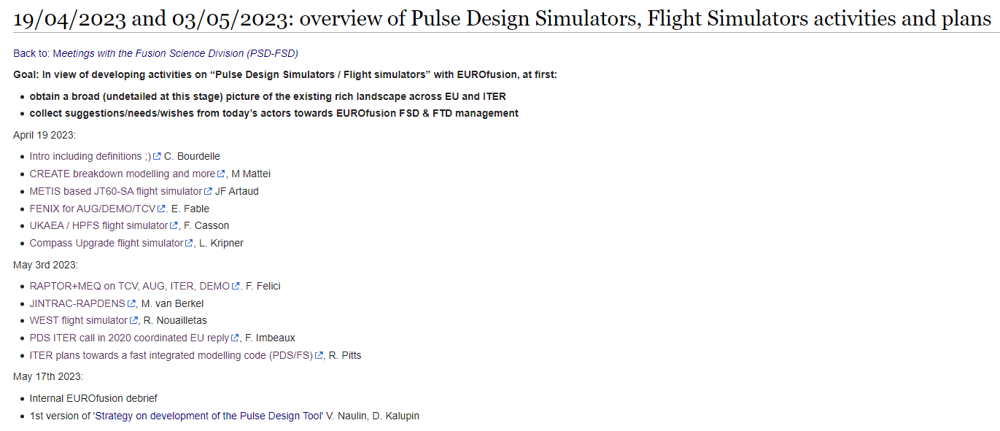 19/04/2023 and 03/05/2023: overview of Pulse Design Simulators, Flight Simulators activities and plans
Back to: Meetings with the Fusion Science Division (PSD-FSD)
Goal: In view of developing activities on “Pulse Design Simulators / Flight simulators” with EUROfusion, at first:
• obtain a broad (undetailed at this stage) picture of the existing rich landscape across EU and ITER
• collect suggestions/needs/wishes from today’s actors towards EUROfusion FSD & FTD management
April 19 2023:
• Intro including definitions ;) C. Bourdelle
• CREATE breakdown modelling and more, M Mattei
• METIS based JT60-SA flight simulator JF Artaud
• FENIX for AUG/DEMO/TCV. E. Fable
• UKAEA / HPFS flight simulator, F. Casson
• Compass Upgrade flight simulator, L. Kripner
May 3rd 2023:
• RAPTOR+MEQ on TCV, AUG, ITER, DEMO. F. Felici
• JINTRAC-RAPDENS, M. van Berkel
• WEST flight simulator, R. Nouailletas
• PDS ITER call in 2020 coordinated EU reply, F. Imbeaux
• ITER plans towards a fast integrated modelling code (PDS/FS), R. Pitts
May 17th 2023:
• Internal EUROfusion debrief
• 1st version of 'Strategy on development of the Pulse Design Tool' V. Naulin, D. Kalupin